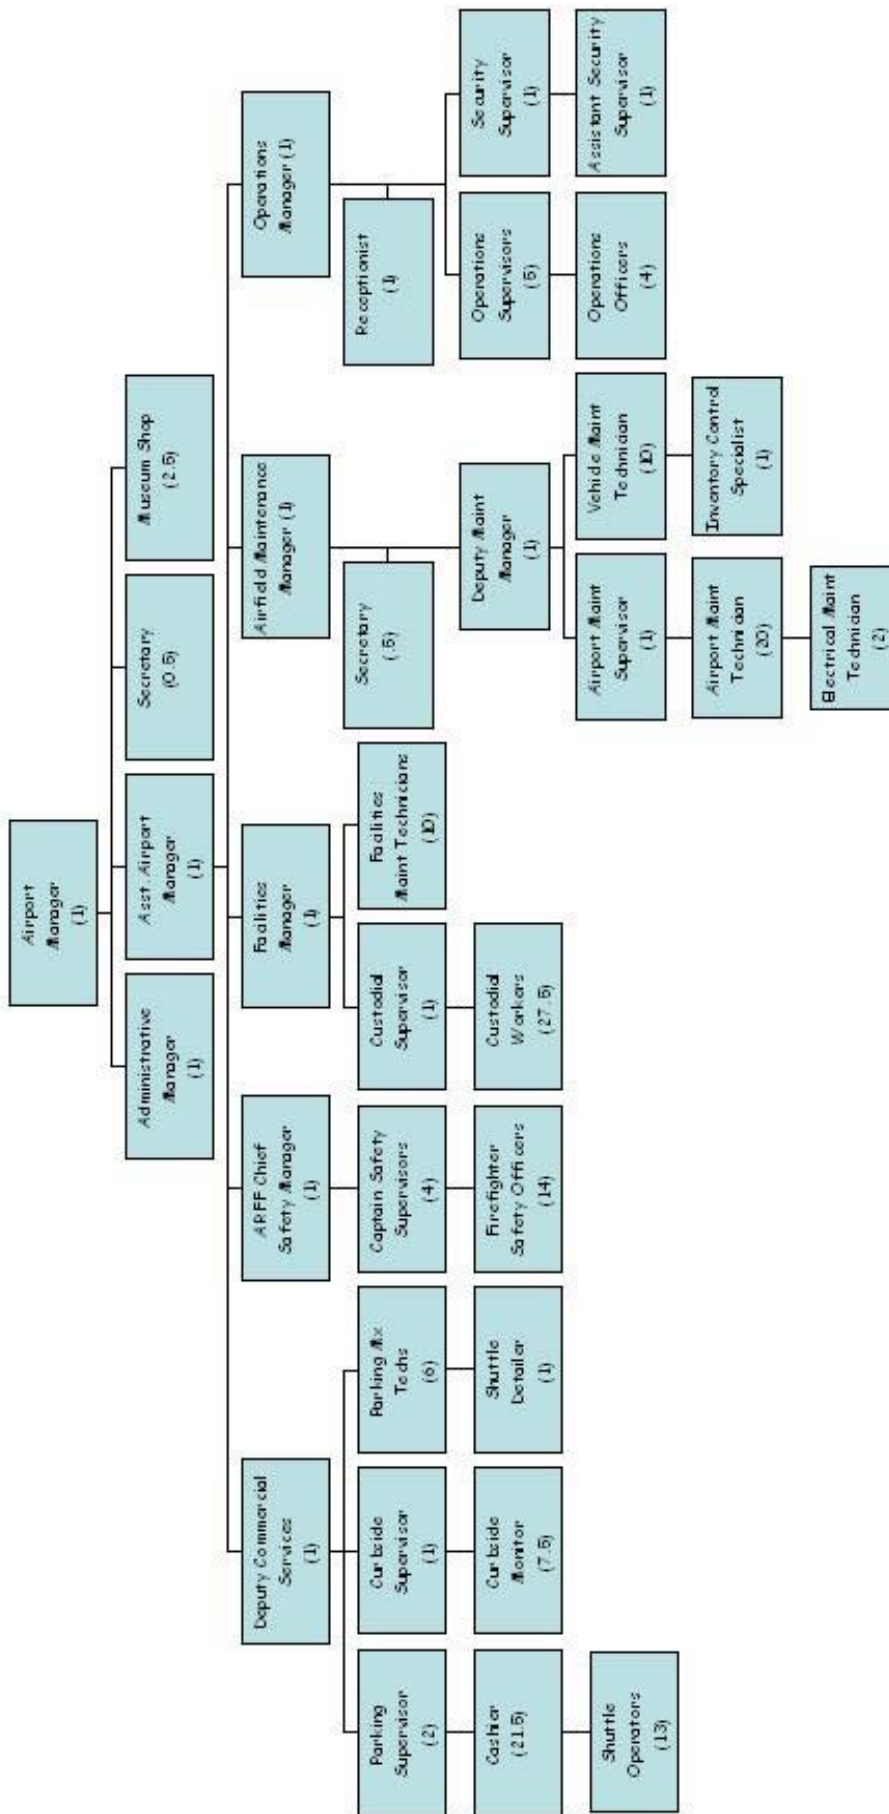 Airport
Manager
(1)
Administrative
Manager
(1)
Asst. Airport
Manager
(1)
Secretary
(0.5)
Museum Shop
(2.5)
Deputy Commercial
Services
(1)
ARFF Chief
Safety Manager
(1)
Facilities
Manager
(1)
Airfield Maintenance
Manager (1)
Operations
Manager (1)
Parking
Supervisor
(2)
Curbside
Supervisor
(1)
Parking Mx
Techs
(6)
Captain Safety
Supervisors
(4)
Custodial
Supervisor
(1)
Facilities
Maint Technicians
(10)
Secretary
(.5)
Receptionist
(1)
Cashier
(21.5)
Curbside
Monitor
(7.5)
Shuttle
Detailer
(1)
Firefighter
Safety Officers
(14)
Custodial
Workers
(27.5)
Deputy Maint
Manager
(1)
Operations
Supervisors
(5)
Security
Supervisor
(1)
Shuttle
Operators
(13)
Airport Maint
Supervisor
(1)
Vehicle Maint
Technician
(10)
Operations
Officers
(4)
Assistant Security
Supervisor
(1)
Airport Maint
Technician
(20)
Inventory Control
Specialist
(1)
Electrical Maint
Technician
(2)